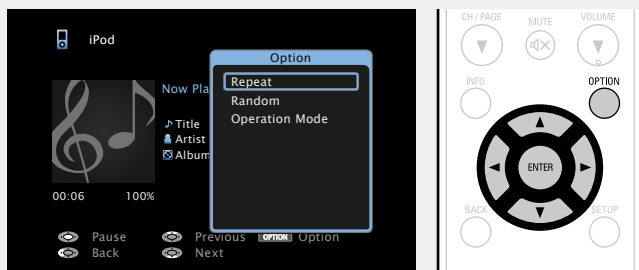 iPod
Option
Repeat
Random
Operation Mode
Now Pla
Title
Artist
Album
00:06 100%
Pause Previous OPTION Option
Back Next
CH / PAGE MUTE VOLUME
INFO OPTION
ENTER
BACK SETUP